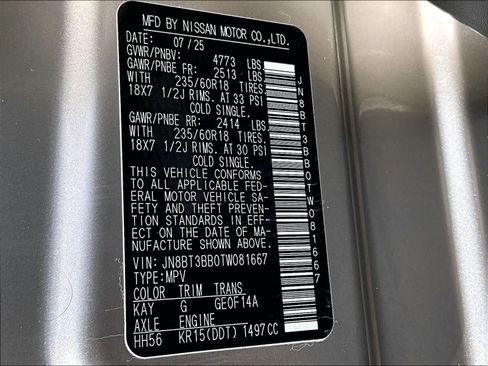 MFD BY NISSAN MOTOR CO.,LTD.
DATE: 07/25
GVWR/PNBV: 4773 LBS
GAWR/PNBE FR: 2513 LBS
WITH 235/60R18 TIRES.
18X7 1/2J RIMS. AT 33 PSI
COLD SINGLE.
GAWR/PNBE RR: 2414 LBS.
WITH 235/60R18 TIRES.
18X7 1/2J RIMS. AT 30 PSI
COLD SINGLE.
THIS VEHICLE CONFORMS
TO ALL APPLICABLE FED-
ERAL MOTOR VEHICLE SA-
FETY AND THEFT PREVEN-
TION STANDARDS IN EFF-
ECT ON THE DATE OF MA-
NUFACTURE SHOWN ABOVE.
VIN: JN8BT3BB0TW081667
TYPE:MPV
COLOR TRIM TRANS
KAY G GE0F14A
AXLE ENGINE
HH56 KR15(DDT) 1497CC
JN8BT3BB0TW081667